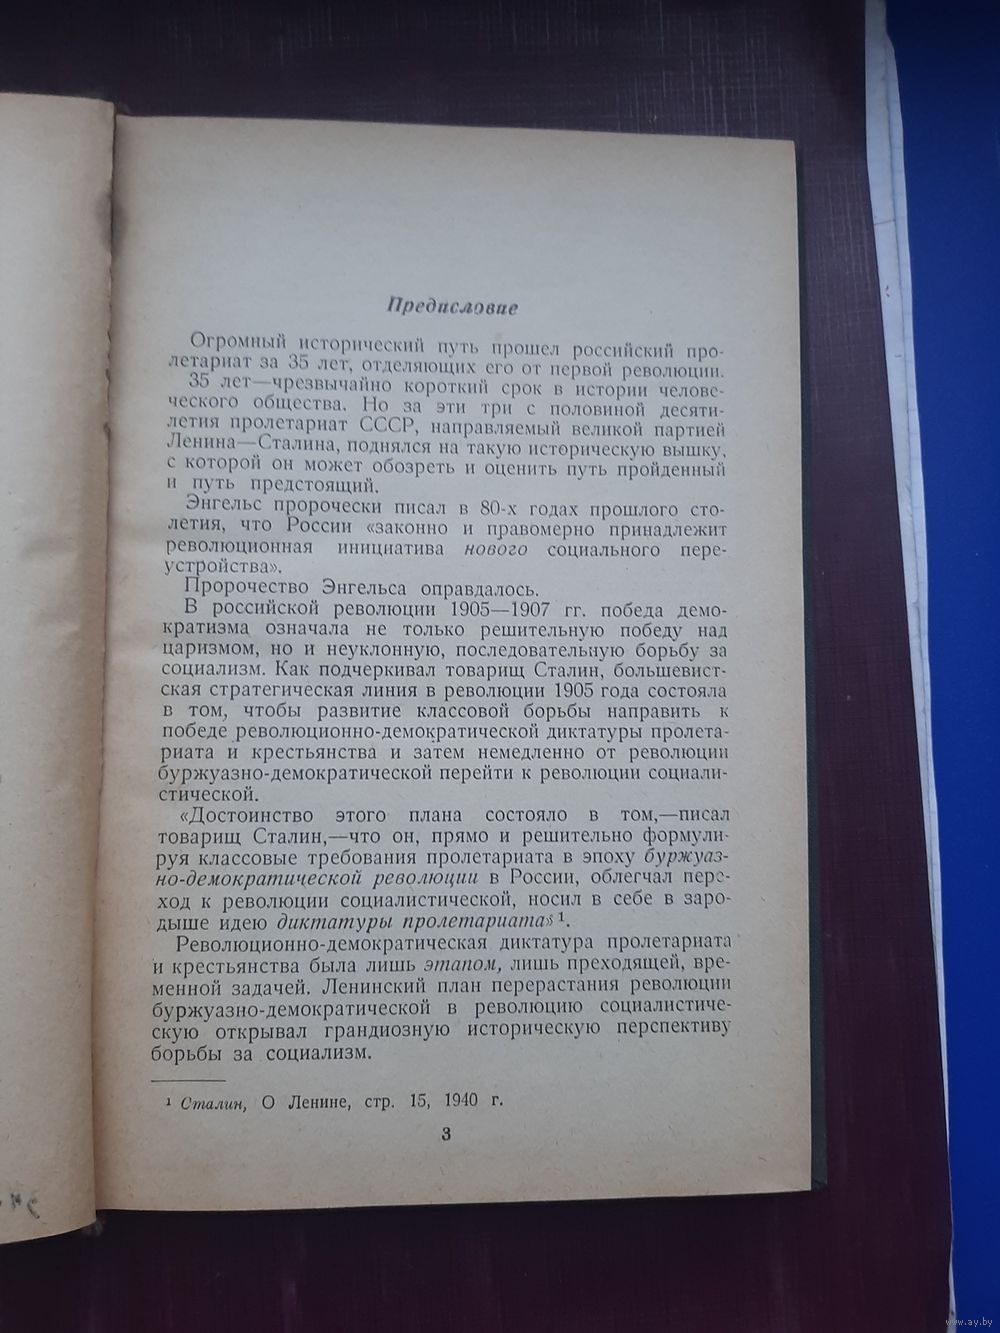 Предисловие
Огромный исторический путь прошел российский про-
летариат за 35 лет, отделяющих его от первой революции.
35 лет—чрезвычайно короткий срок в истории челове-
ческого общества. Но за эти три с половиной десяти-
летия пролетариат СССР, направляемый великой партией
Ленина—Сталина, поднялся на такую историческую вышку,
с которой он может обозреть и оценить путь пройденный
и путь предстоящий.
Энгельс пророчески писал в 80-х годах прошлого сто-
летия, что России «законно и правомерно принадлежит
революционная инициатива нового социального пере-
устройства».
Пророчество Энгельса оправдалось.
В российской революции 1905—1907 гг. победа демо-
кратизма означала не только решительную победу над
царизмом, но и неуклонную, последовательную борьбу за
социализм. Как подчеркивал товарищ Сталин, большевист-
ская стратегическая линия в революции 1905 года состояла
в том, чтобы развитие классовой борьбы направить к
победе революционно-демократической диктатуры пролета-
риата и крестьянства и затем немедленно от революции
буржуазно-демократической перейти к революции социали-
стической.
«Достоинство этого плана состояло в том,—писал
товарищ Сталин,—что он, прямо и решительно формули-
руя классовые требования пролетариата в эпоху буржуаз-
но-демократической революции в России, облегчал пере-
ход к революции социалистической, носил в себе в заро-
дыше идею диктатуры пролетариата» ¹.
Революционно-демократическая диктатура пролетариата
и крестьянства была лишь этапом, лишь преходящей, вре-
менной задачей. Ленинский план перерастания революции
буржуазно-демократической в революцию социалистиче-
скую открывал грандиозную историческую перспективу
борьбы за социализм.
¹ Сталин, О Ленине, стр. 15, 1940 г.
3
www.ay.by